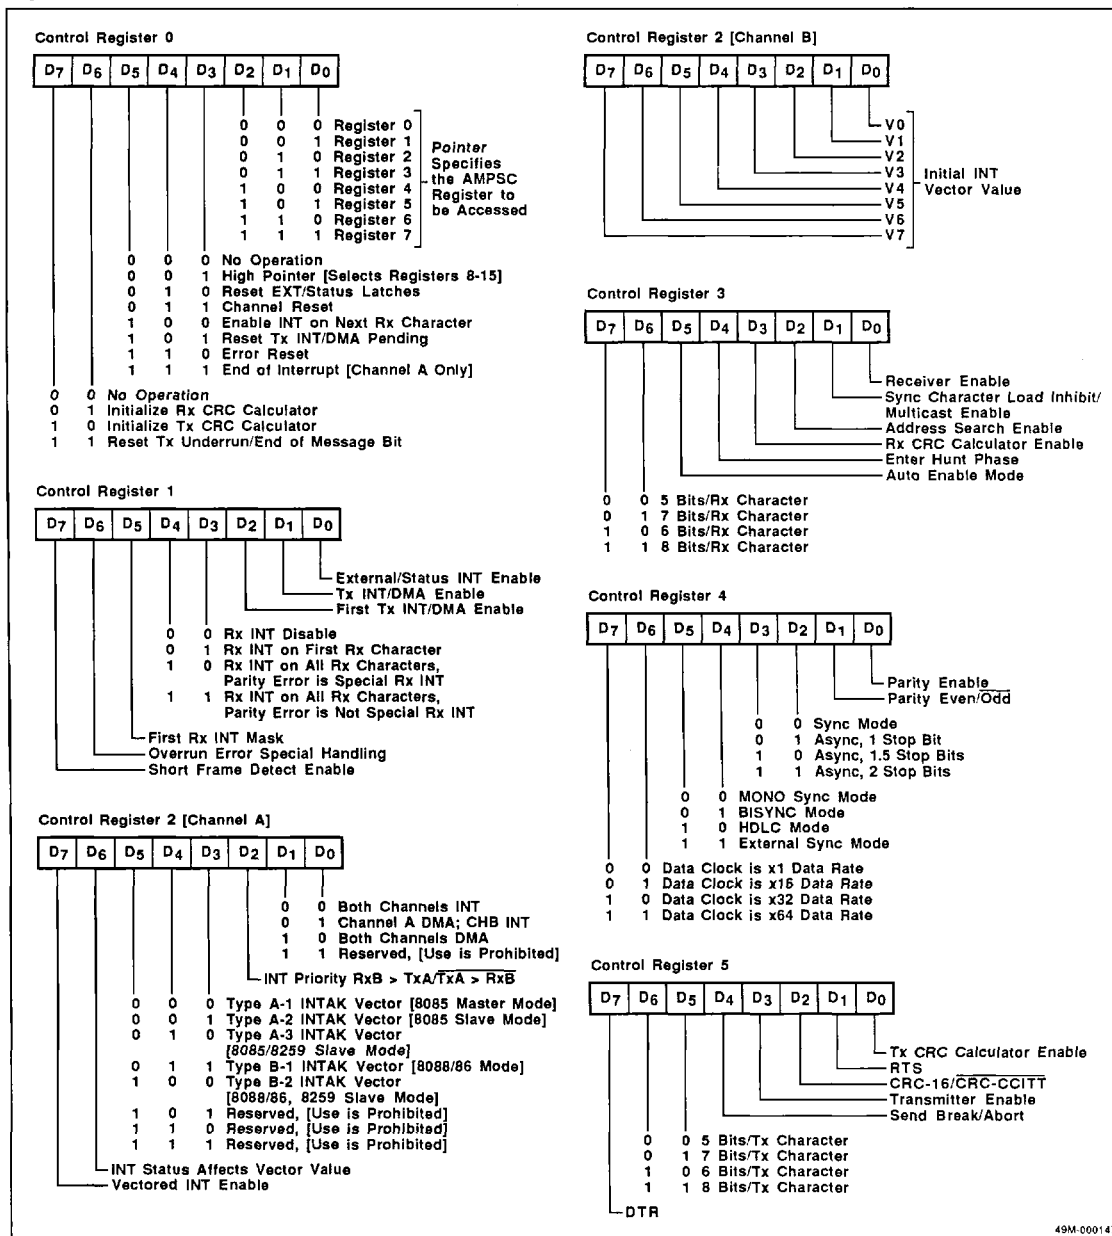 Control Register 0
D7 D6 D5 D4 D3 D2 D1 D0
0 0 0 Register 0
0 0 1 Register 1
0 1 0 Register 2
0 1 1 Register 3
1 0 0 Register 4
1 0 1 Register 5
1 1 0 Register 6
1 1 1 Register 7
Pointer
Specifies
the AMPSC
Register to
be Accessed
0 0 0 No Operation
0 0 1 High Pointer [Selects Registers 8-15]
0 1 0 Reset EXT/Status Latches
0 1 1 Channel Reset
1 0 0 Enable INT on Next Rx Character
1 0 1 Reset Tx INT/DMA Pending
1 1 0 Error Reset
1 1 1 End of Interrupt [Channel A Only]
0 0 No Operation
0 1 Initialize Rx CRC Calculator
1 0 Initialize Tx CRC Calculator
1 1 Reset Tx Underrun/End of Message Bit
Control Register 1
D7 D6 D5 D4 D3 D2 D1 D0
External/Status INT Enable
Tx INT/DMA Enable
First Tx INT/DMA Enable
0 0 Rx INT Disable
0 1 Rx INT on First Rx Character
1 0 Rx INT on All Rx Characters,
Parity Error is Special Rx INT
1 1 Rx INT on All Rx Characters,
Parity Error is Not Special Rx INT
First Rx INT Mask
Overrun Error Special Handling
Short Frame Detect Enable
Control Register 2 [Channel A]
D7 D6 D5 D4 D3 D2 D1 D0
0 0 Both Channels INT
0 1 Channel A DMA; CHB INT
1 0 Both Channels DMA
1 1 Reserved, [Use is Prohibited]
INT Priority RxB > TxA/TxA > RxB
0 0 0 Type A-1 INTAK Vector [8085 Master Mode]
0 0 1 Type A-2 INTAK Vector [8085 Slave Mode]
0 1 0 Type A-3 INTAK Vector
[8085/8259 Slave Mode]
0 1 1 Type B-1 INTAK Vector [8088/86 Mode]
1 0 0 Type B-2 INTAK Vector
[8088/86, 8259 Slave Mode]
1 0 1 Reserved, [Use is Prohibited]
1 1 0 Reserved, [Use is Prohibited]
1 1 1 Reserved, [Use is Prohibited]
INT Status Affects Vector Value
Vectored INT Enable
Control Register 2 [Channel B]
D7 D6 D5 D4 D3 D2 D1 D0
V0
V1
V2
V3
V4
V5
V6
V7
Initial INT
Vector Value
Control Register 3
D7 D6 D5 D4 D3 D2 D1 D0
Receiver Enable
Sync Character Load Inhibit/
Multicast Enable
Address Search Enable
Rx CRC Calculator Enable
Enter Hunt Phase
Auto Enable Mode
0 0 5 Bits/Rx Character
0 1 7 Bits/Rx Character
1 0 6 Bits/Rx Character
1 1 8 Bits/Rx Character
Control Register 4
D7 D6 D5 D4 D3 D2 D1 D0
Parity Enable
Parity Even/Odd
0 0 Sync Mode
0 1 Async, 1 Stop Bit
1 0 Async, 1.5 Stop Bits
1 1 Async, 2 Stop Bits
0 0 MONO Sync Mode
0 1 BISYNC Mode
1 0 HDLC Mode
1 1 External Sync Mode
0 0 Data Clock is x1 Data Rate
0 1 Data Clock is x16 Data Rate
1 0 Data Clock is x32 Data Rate
1 1 Data Clock is x64 Data Rate
Control Register 5
D7 D6 D5 D4 D3 D2 D1 D0
Tx CRC Calculator Enable
RTS
CRC-16/CRC-CCITT
Transmitter Enable
Send Break/Abort
0 0 5 Bits/Tx Character
0 1 7 Bits/Tx Character
1 0 6 Bits/Tx Character
1 1 8 Bits/Tx Character
DTR